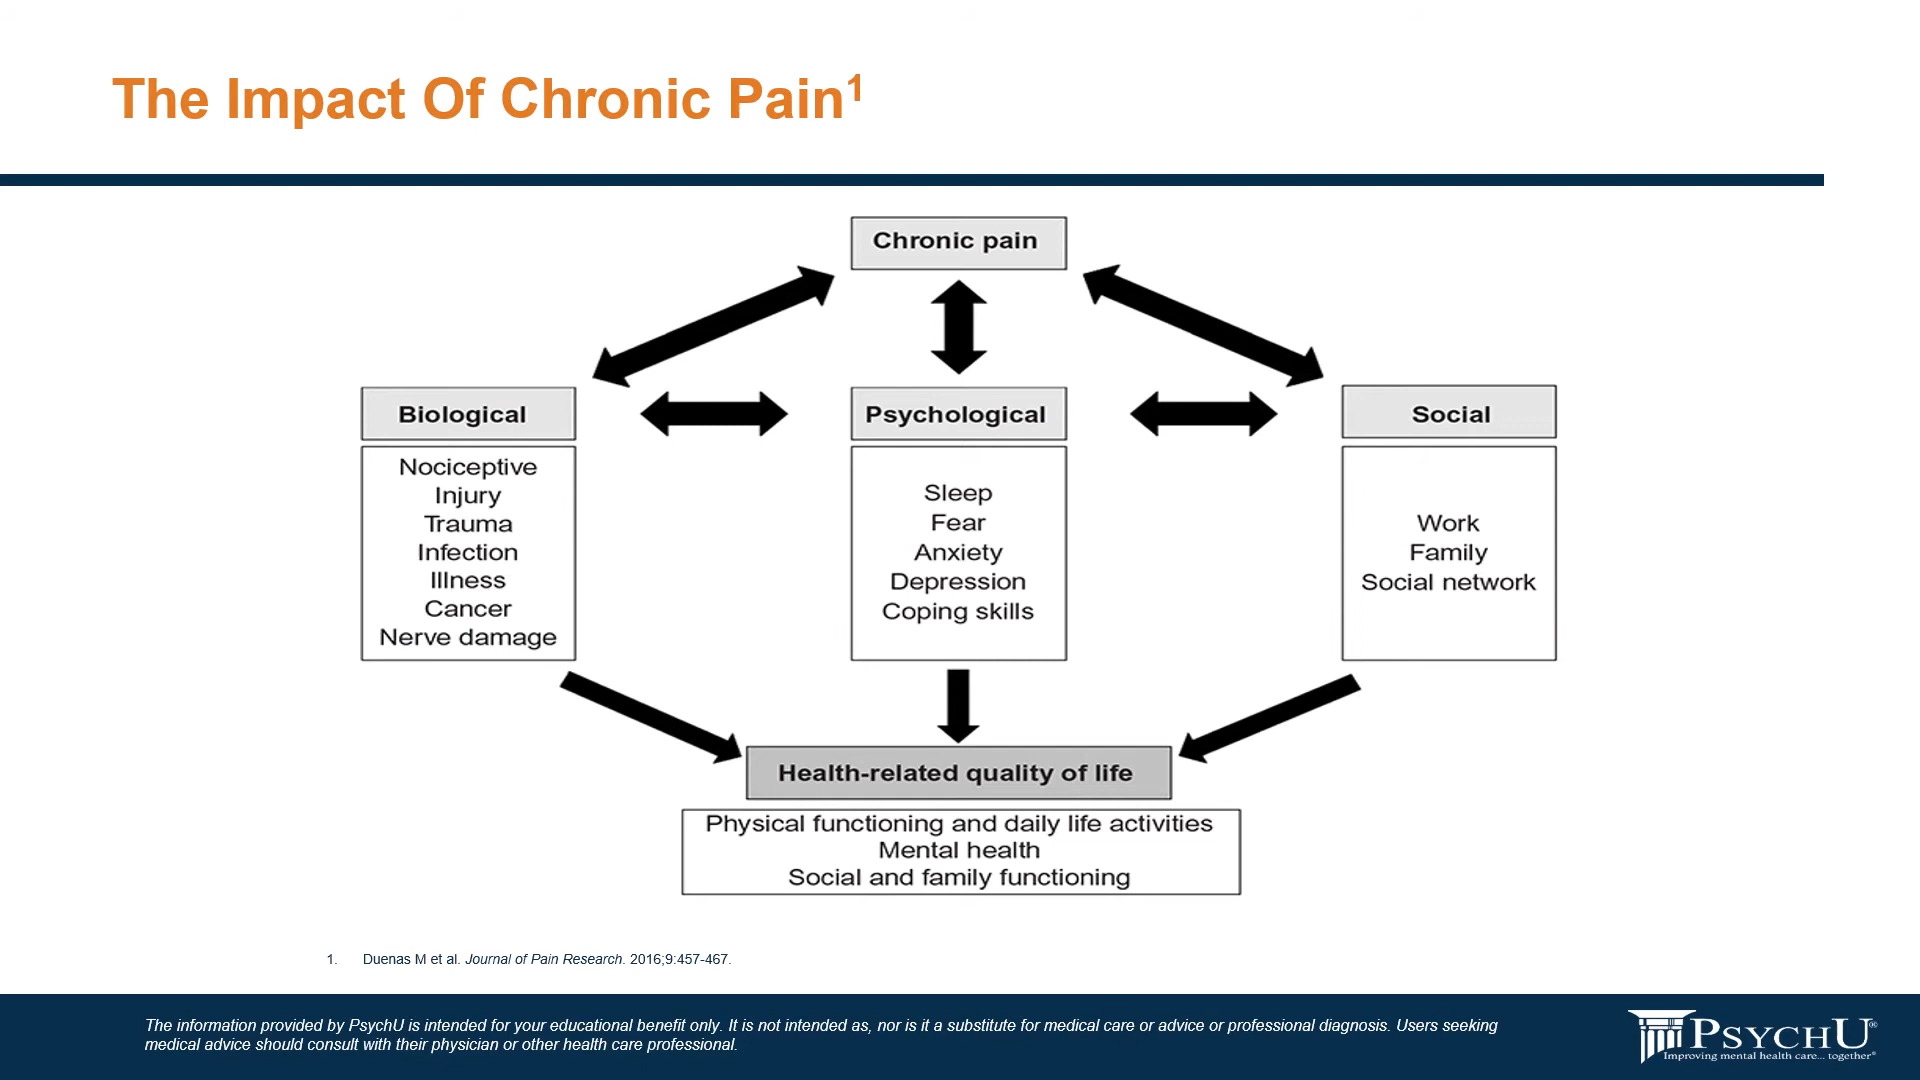 The Impact Of Chronic Pain1
Chronic pain
Biological
Psychological
Social
Nociceptive
Injury
Trauma
Infection
Illness
Cancer
Nerve damage
Sleep
Fear
Anxiety
Depression
Coping skills
Work
Family
Social network
Health-related quality of life
Physical functioning and daily life activities
Mental health
Social and family functioning
1. Duenas M et al. Journal of Pain Research. 2016;9:457-467.
The information provided by PsychU is intended for your educational benefit only. It is not intended as, nor is it a substitute for medical care or advice or professional diagnosis. Users seeking
medical advice should consult with their physician or other health care professional.
PSYCHU®
Improving mental health care... together®